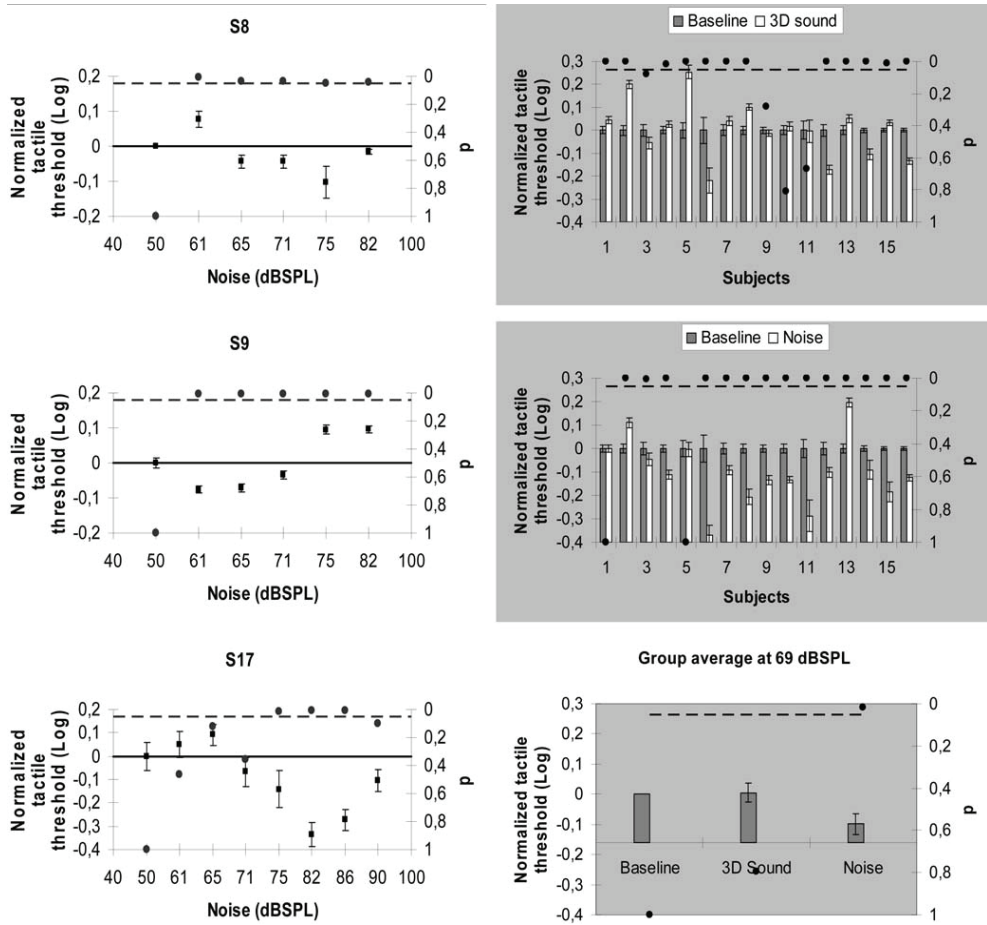 S8
Normalized
tactile
threshold (Log)
0,2
0,1
0
-0,1
-0,2
0
0,2
0,4
0,6
0,8
1
p
40 50 61 65 71 75 82 100
Noise (dBSPL)
S9
Normalized
tactile
threshold (Log)
0,2
0,1
0
-0,1
-0,2
0
0,2
0,4
0,6
0,8
1
p
40 50 61 65 71 75 82 100
Noise (dBSPL)
S17
Normalized
tactile
threshold (Log)
0,2
0,1
0
-0,1
-0,2
-0,3
-0,4
0
0,2
0,4
0,6
0,8
1
p
40 50 61 65 71 75 82 86 90 100
Noise (dBSPL)
Baseline 3D sound
Normalized tactile
threshold (Log)
0,3
0,2
0,1
0
-0,1
-0,2
-0,3
-0,4
0
0,2
0,4
0,6
0,8
1
p
1 3 5 7 9 11 13 15
Subjects
Baseline Noise
Normalized tactile
threshold (Log)
0,3
0,2
0,1
0
-0,1
-0,2
-0,3
-0,4
0
0,2
0,4
0,6
0,8
1
p
1 3 5 7 9 11 13 15
Subjects
Group average at 69 dBSPL
Normalized tactile
threshold (Log)
0,3
0,2
0,1
0
-0,1
-0,2
-0,3
-0,4
0
0,2
0,4
0,6
0,8
1
p
Baseline 3D Sound Noise